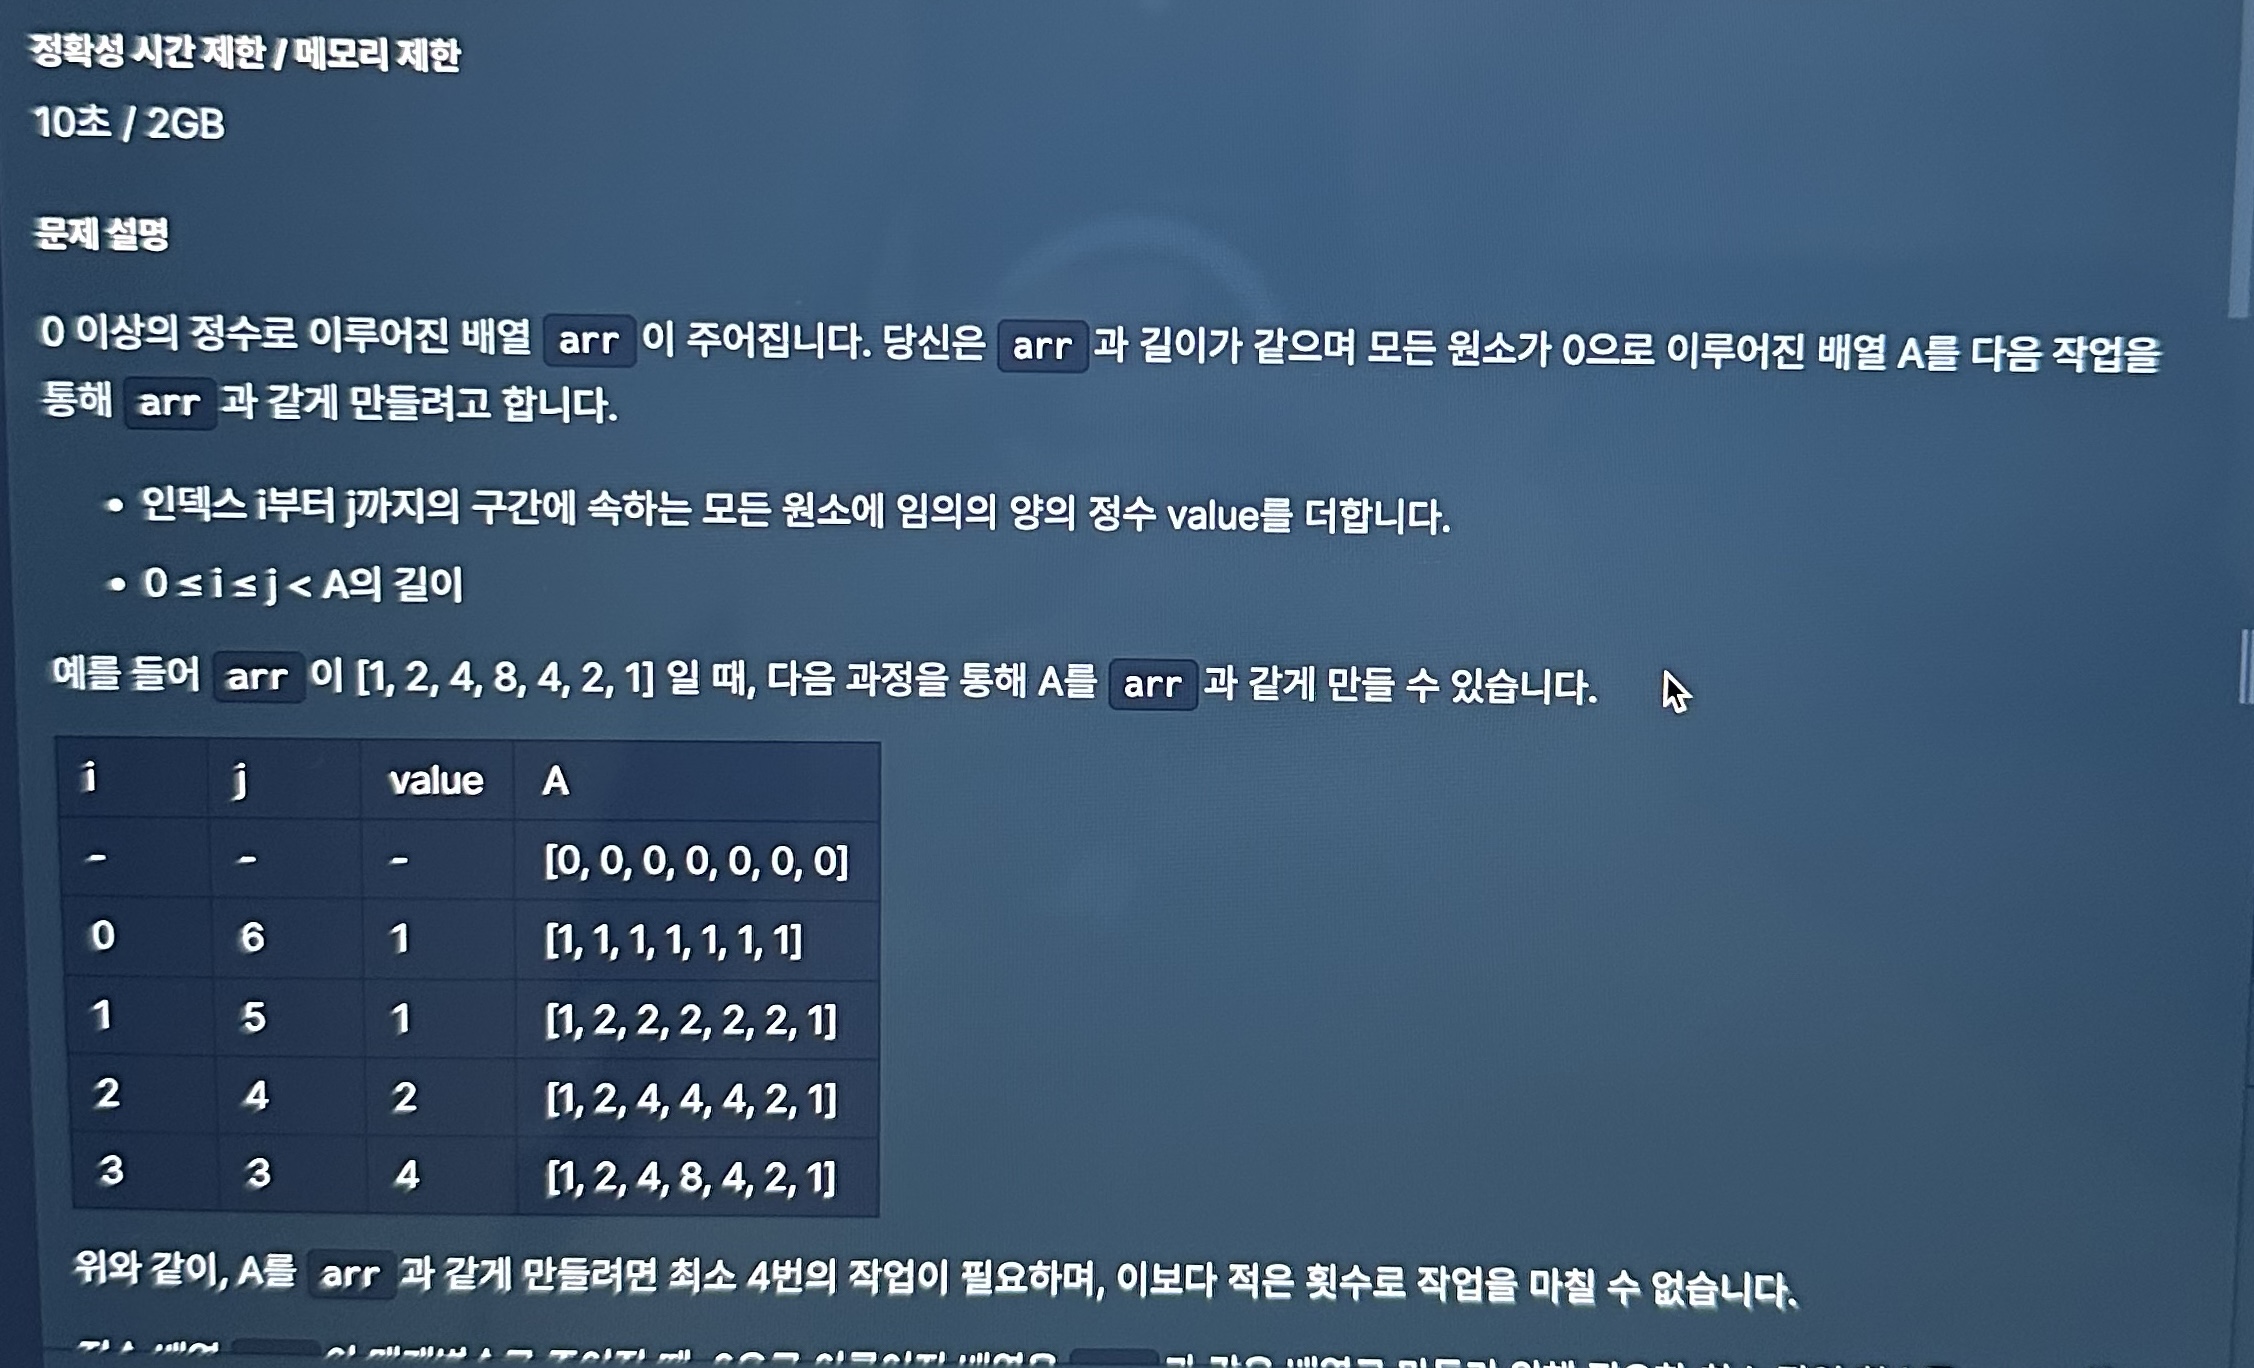 정확성 시간 제한 / 메모리 제한
10초 / 2GB
문제 설명
0 이상의 정수로 이루어진 배열 arr 이 주어집니다. 당신은 arr 과 길이가 같으며 모든 원소가 0으로 이루어진 배열 A를 다음 작업을
통해 arr 과 같게 만들려고 합니다.
• 인덱스 i부터 j까지의 구간에 속하는 모든 원소에 임의의 양의 정수 value를 더합니다.
• 0 ≤ i ≤ j < A의 길이
예를 들어 arr 이 [1, 2, 4, 8, 4, 2, 1] 일 때, 다음 과정을 통해 A를 arr 과 같게 만들 수 있습니다.
i j value A
- - - [0, 0, 0, 0, 0, 0, 0]
0 6 1 [1, 1, 1, 1, 1, 1, 1]
1 5 1 [1, 2, 2, 2, 2, 2, 1]
2 4 2 [1, 2, 4, 4, 4, 2, 1]
3 3 4 [1, 2, 4, 8, 4, 2, 1]
위와 같이, A를 arr 과 같게 만들려면 최소 4번의 작업이 필요하며, 이보다 적은 횟수로 작업을 마칠 수 없습니다.